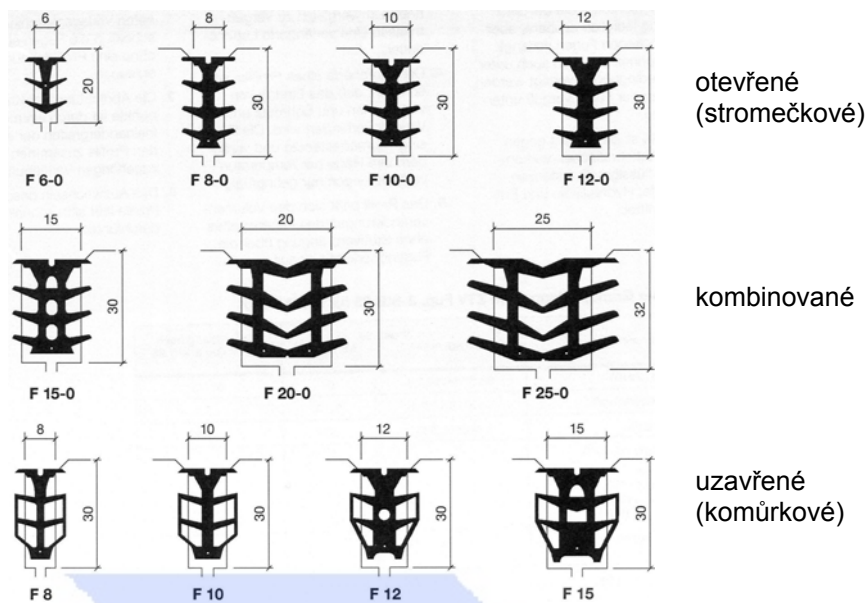 6 8 10 12
20 30 30 30
otevřené
(stromečkové)
F 6-0 F 8-0 F 10-0 F 12-0
15 20 25
30 30 32
kombinované
F 15-0 F 20-0 F 25-0
8 10 12 15
30 30 30 30
uzavřené
(komůrkové)
F 8 F 10 F 12 F 15